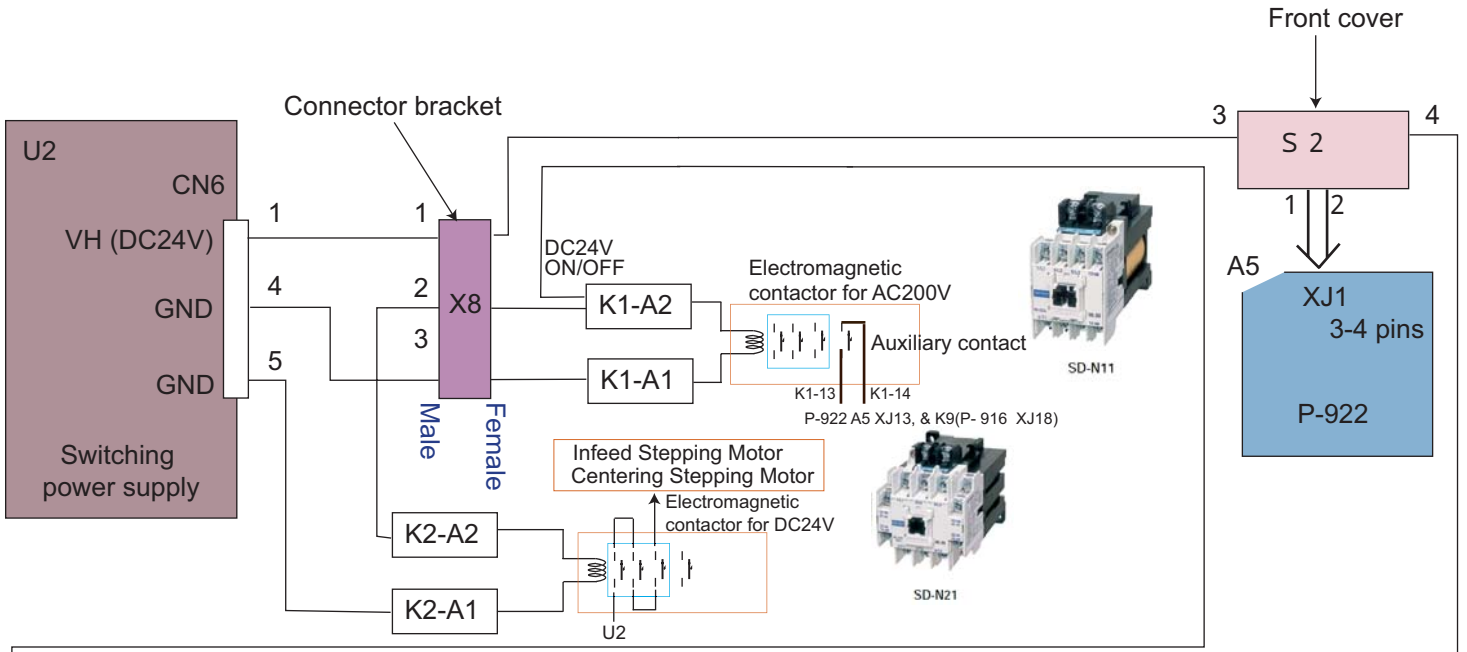 Front cover
Connector bracket
3
4
S 2
U2
CN6
1
1
1
2
VH (DC24V)
DC24V
ON/OFF
Electromagnetic
contactor for AC200V
A5
4
2
X8
K1-A2
XJ1
GND
3-4 pins
3
Auxiliary contact
5
K1-A1
SD-N11
GND
K1-13
K1-14
P-922
Male
Female
P-922 A5 XJ13, & K9(P- 916 XJ18)
Switching
power supply
Infeed Stepping Motor
Centering Stepping Motor
Electromagnetic
contactor for DC24V
K2-A2
K2-A1
SD-N21
U2